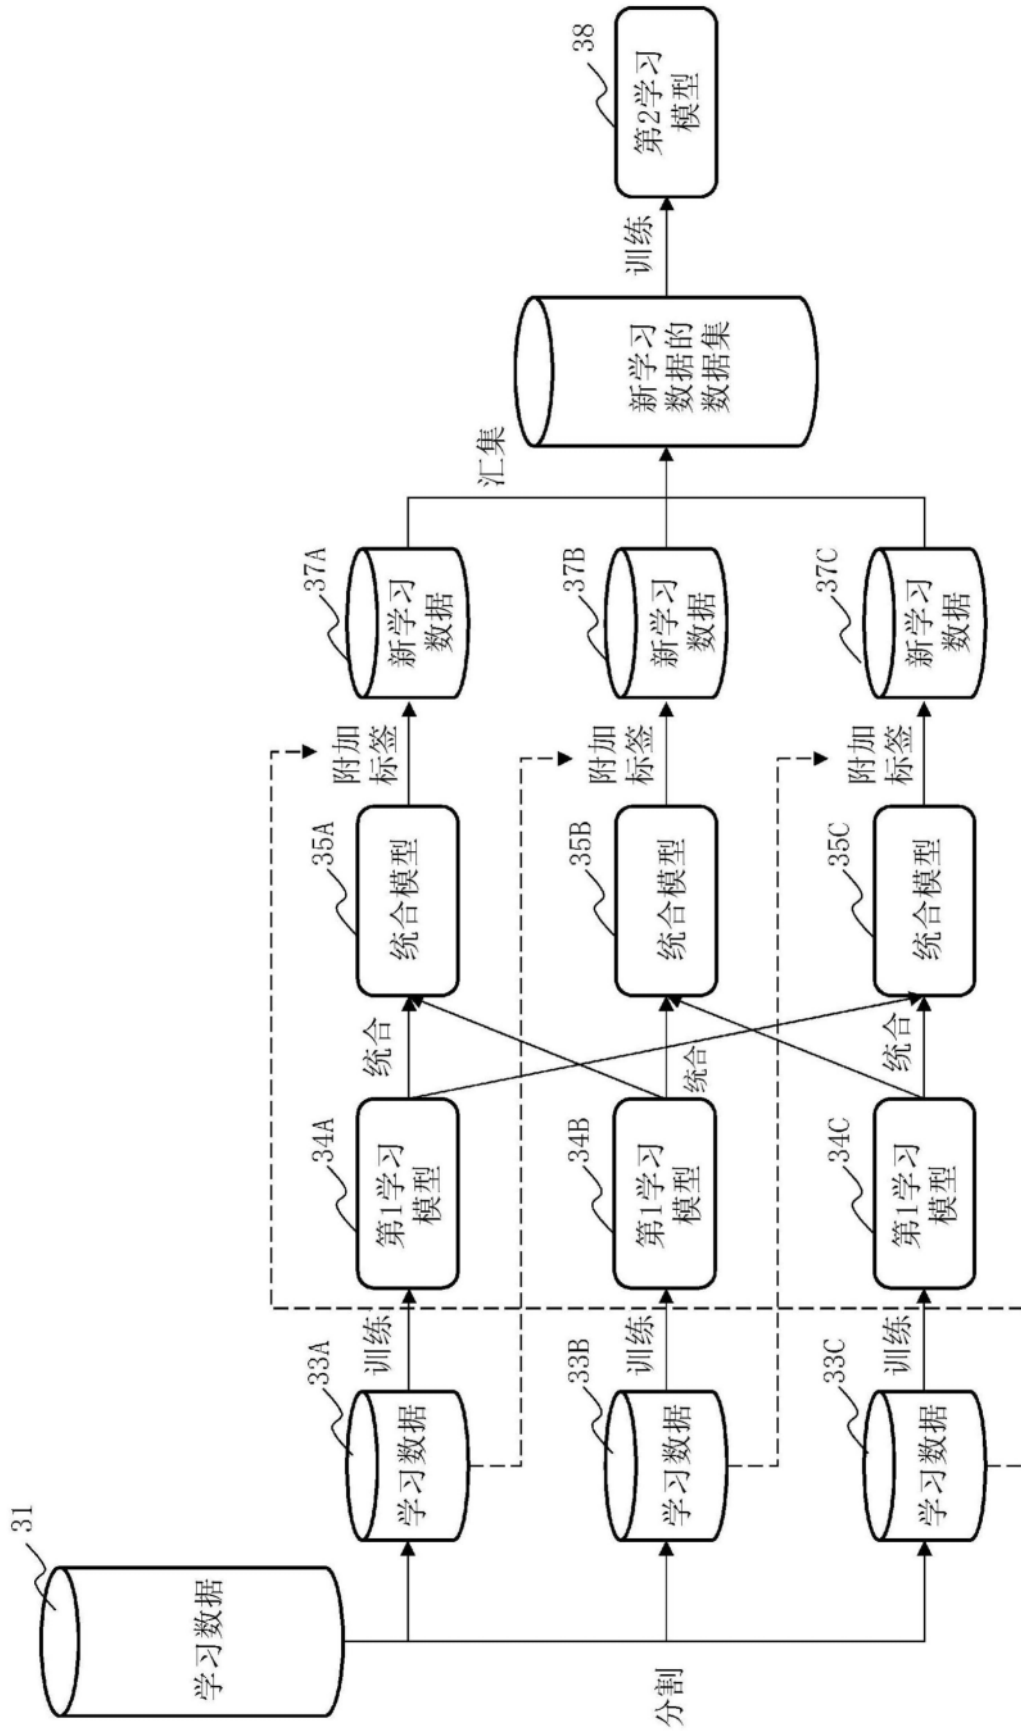 31
学习数据
分割
33A
学习数据
训练
34A
第1学习
模型
统合
35A
统合模型
附加
标签
37A
新学习
数据
33B
学习数据
训练
34B
第1学习
模型
统合
35B
统合模型
附加
标签
37B
新学习
数据
33C
学习数据
训练
34C
第1学习
模型
统合
35C
统合模型
附加
标签
37C
新学习
数据
汇集
新学习
数据的
数据集
训练
38
第2学习
模型